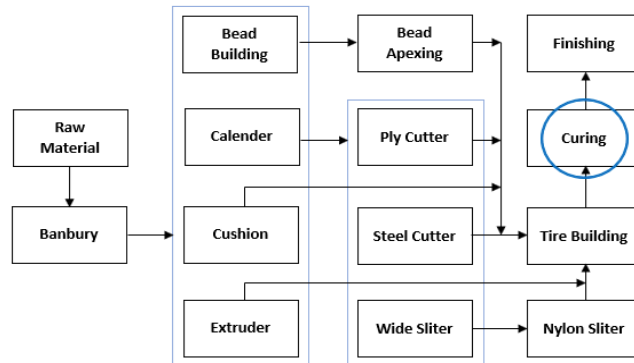 Bead
Building
Bead
Apexing
Finishing
Raw
Material
Calender
Ply Cutter
Curing
Banbury
Cushion
Steel Cutter
Tire Building
Extruder
Wide Sliter
Nylon Sliter